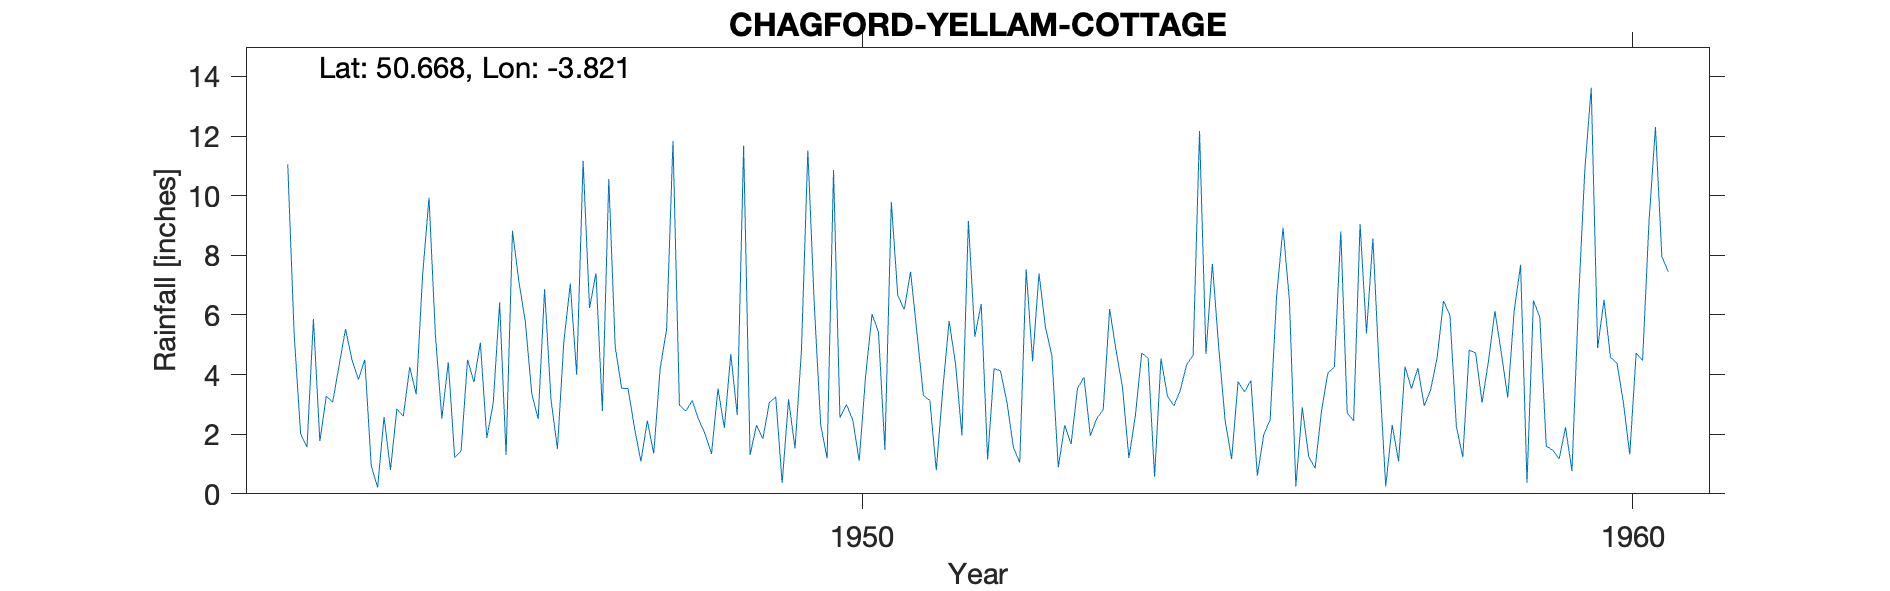 CHAGFORD-YELLAM-COTTAGE
Lat: 50.668, Lon: -3.821
14
12
10
8
6
4
2
0
Rainfall [inches]
1950
1960
Year